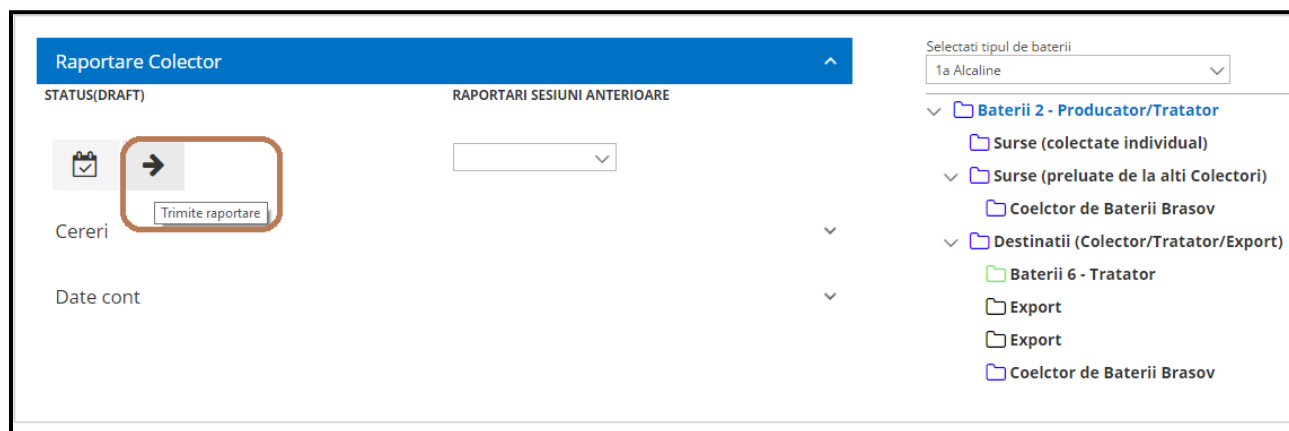 Raportare Colector
STATUS(DRAFT)
RAPORTARI SESIUNI ANTERIOARE
Trimite raportare
Cereri
Date cont
Selectati tipul de baterii
1a Alcaline
Baterii 2 - Producator/Tratator
Surse (colectate individual)
Surse (preluate de la alti Colectori)
Coelctor de Baterii Brasov
Destinatii (Colector/Tratator/Export)
Baterii 6 - Tratator
Export
Export
Coelctor de Baterii Brasov